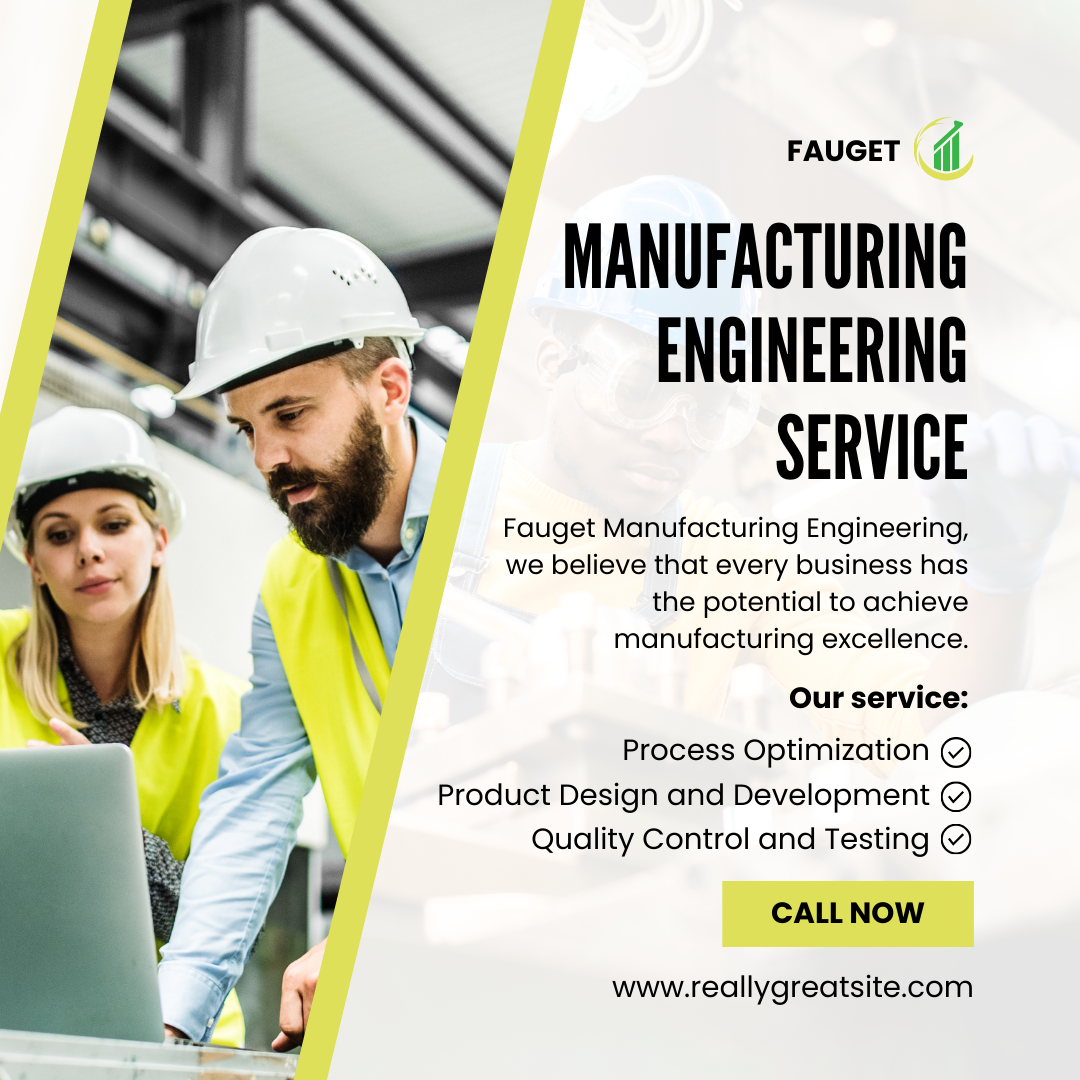 FAUGET
MANUFACTURING
ENGINEERING
SERVICE
Fauget Manufacturing Engineering,
we believe that every business has
the potential to achieve
manufacturing excellence.
Our service:
Process Optimization
Product Design and Development
Quality Control and Testing
CALL NOW
www.reallygreatsite.com